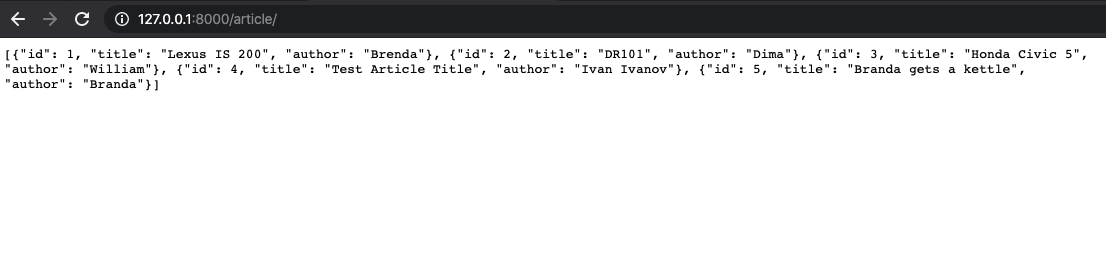 127.0.0.1:8000/article/
[{"id": 1, "title": "Lexus IS 200", "author": "Brenda"}, {"id": 2, "title": "DR101", "author": "Dima"}, {"id": 3, "title": "Honda Civic 5",
"author": "William"}, {"id": 4, "title": "Test Article Title", "author": "Ivan Ivanov"}, {"id": 5, "title": "Branda gets a kettle",
"author": "Branda"}]